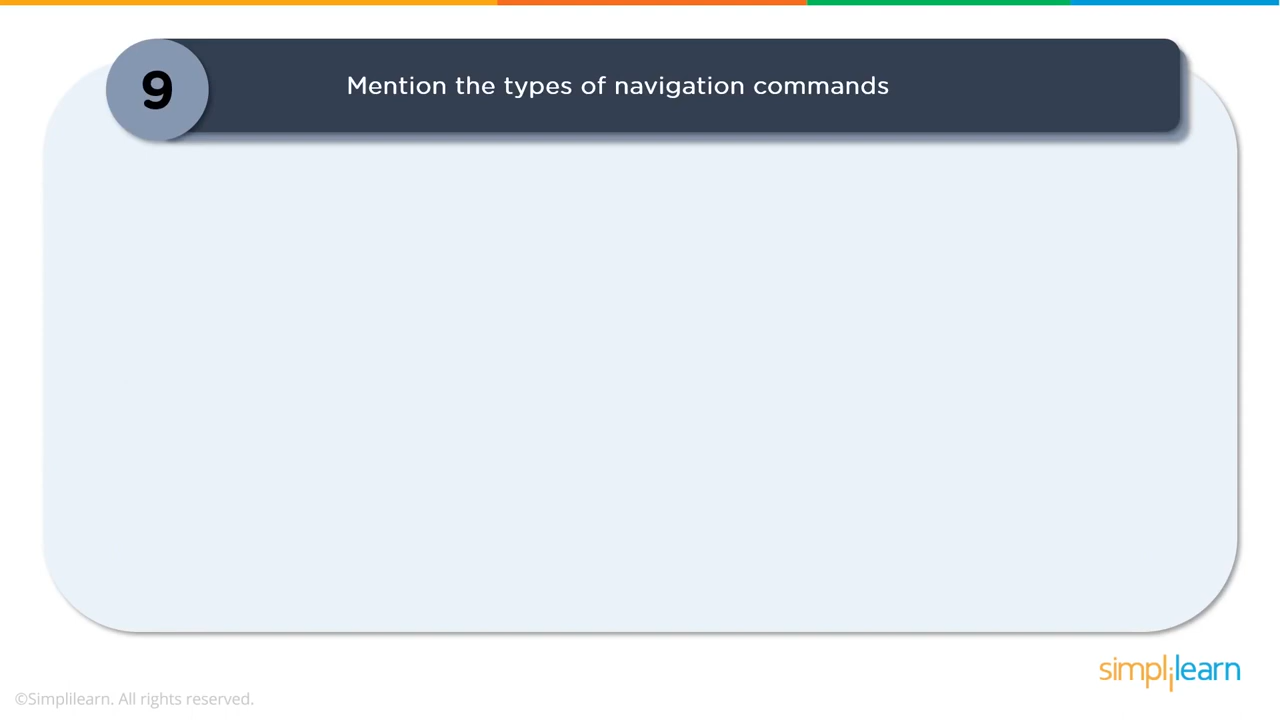 9
Mention the types of navigation commands
simplilearn
©Simplilearn. All rights reserved.